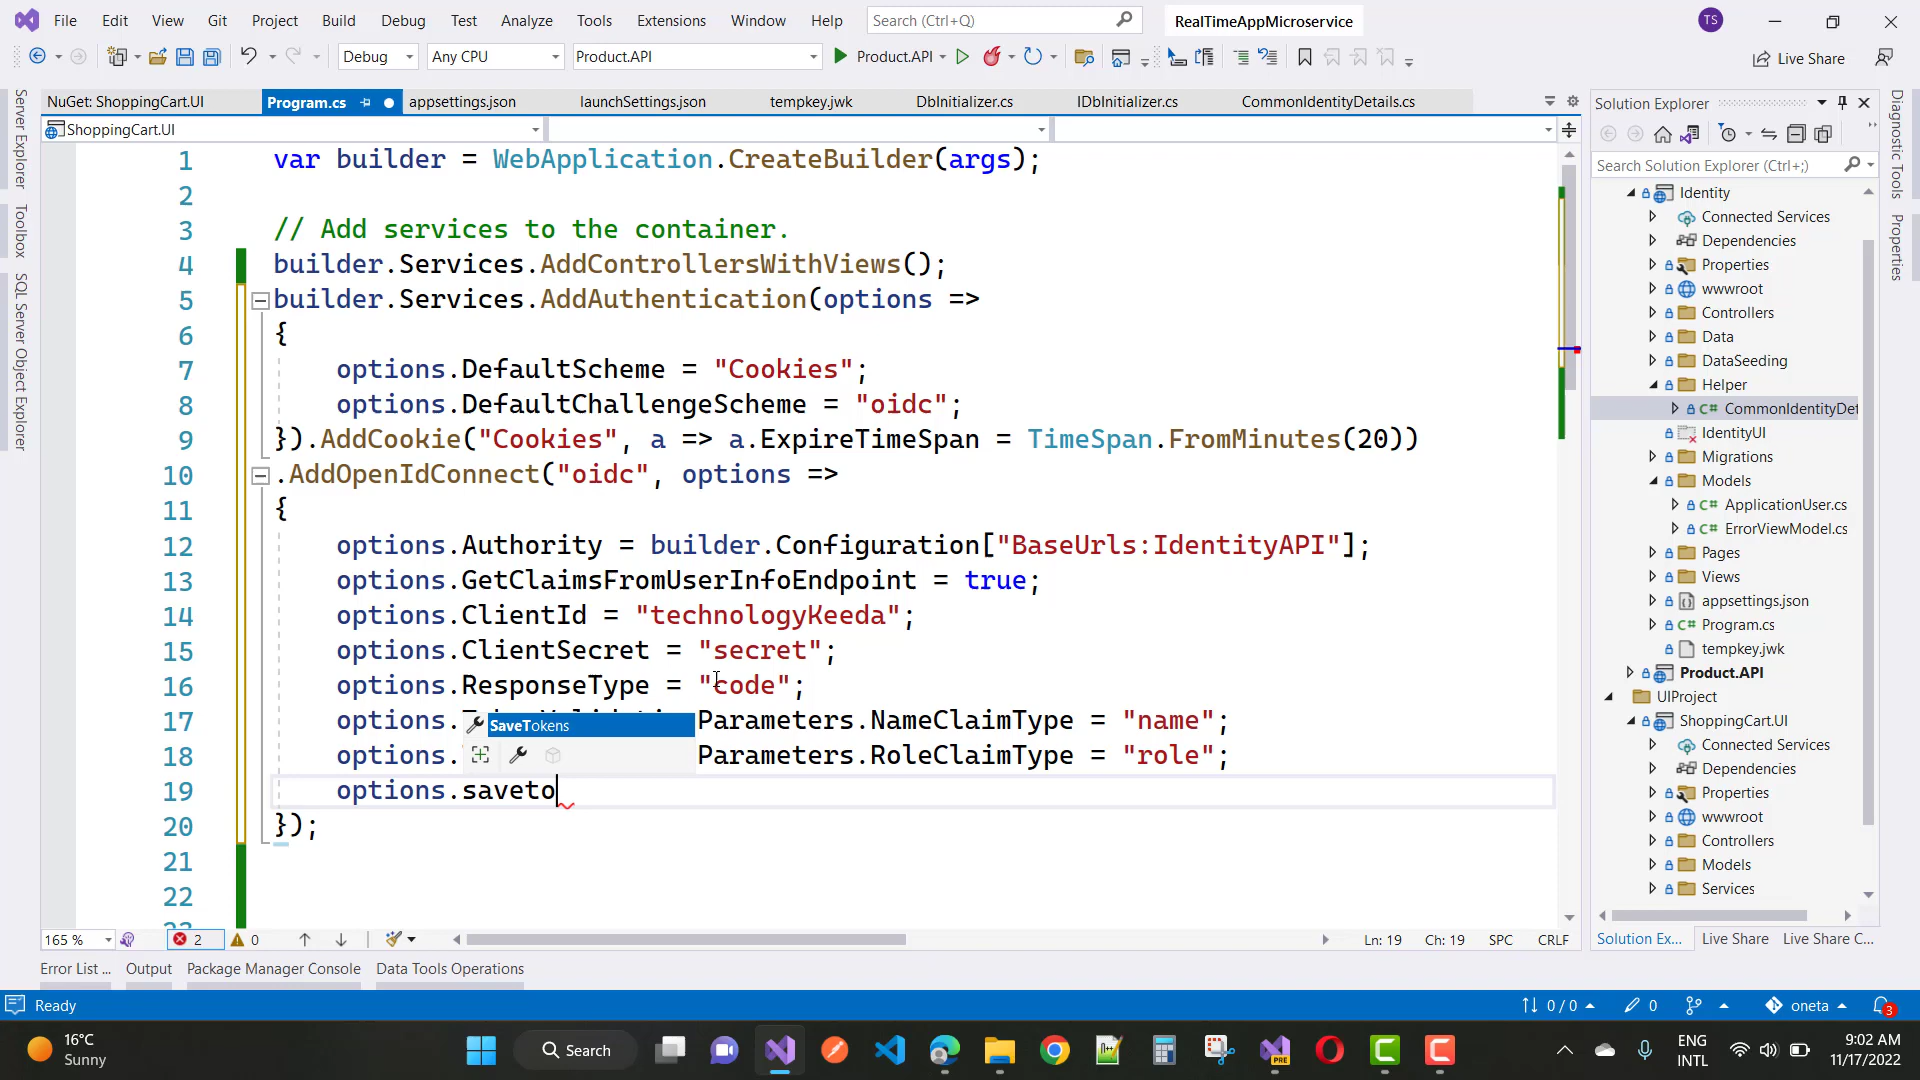 File Edit View Git Project Build Debug Test Analyze Tools Extensions Window Help Search (Ctrl+Q) RealTimeAppMicroservice TS
Debug Any CPU Product.API Product.API Live Share
NuGet: ShoppingCart.UI Program.cs appsettings.json launchSettings.json tempkey.jwk DbInitializer.cs IDbInitializer.cs CommonIdentityDetails.cs
ShoppingCart.UI
Server Explorer
Toolbox
SQL Server Object Explorer
1 var builder = WebApplication.CreateBuilder(args);
2
3 // Add services to the container.
4 builder.Services.AddControllersWithViews();
5 builder.Services.AddAuthentication(options =>
6 {
7 options.DefaultScheme = "Cookies";
8 options.DefaultChallengeScheme = "oidc";
9 }).AddCookie("Cookies", a => a.ExpireTimeSpan = TimeSpan.FromMinutes(20))
10 .AddOpenIdConnect("oidc", options =>
11 {
12 options.Authority = builder.Configuration["BaseUrls:IdentityAPI"];
13 options.GetClaimsFromUserInfoEndpoint = true;
14 options.ClientId = "technologyKeeda";
15 options.ClientSecret = "secret";
16 options.ResponseType = "code";
17 options. Parameters.NameClaimType = "name";
SaveTokens
18 options. Parameters.RoleClaimType = "role";
19 options.saveto
20 });
21
22
165 % 2 0 Ln: 19 Ch: 19 SPC CRLF
Error List ... Output Package Manager Console Data Tools Operations
Solution Explorer
Search Solution Explorer (Ctrl+;)
Identity
Connected Services
Dependencies
Properties
wwwroot
Controllers
Data
DataSeeding
Helper
C# CommonIdentityDet
IdentityUI
Migrations
Models
C# ApplicationUser.cs
C# ErrorViewModel.cs
Pages
Views
appsettings.json
C# Program.cs
tempkey.jwk
Product.API
UIProject
ShoppingCart.UI
Connected Services
Dependencies
Properties
wwwroot
Controllers
Models
Services
Solution Ex... Live Share Live Share C...
Diagnostic Tools
Properties
Ready 0 / 0 0 oneta 3
16°C
Sunny
Search
PRE
ENG
INTL
9:02 AM
11/17/2022